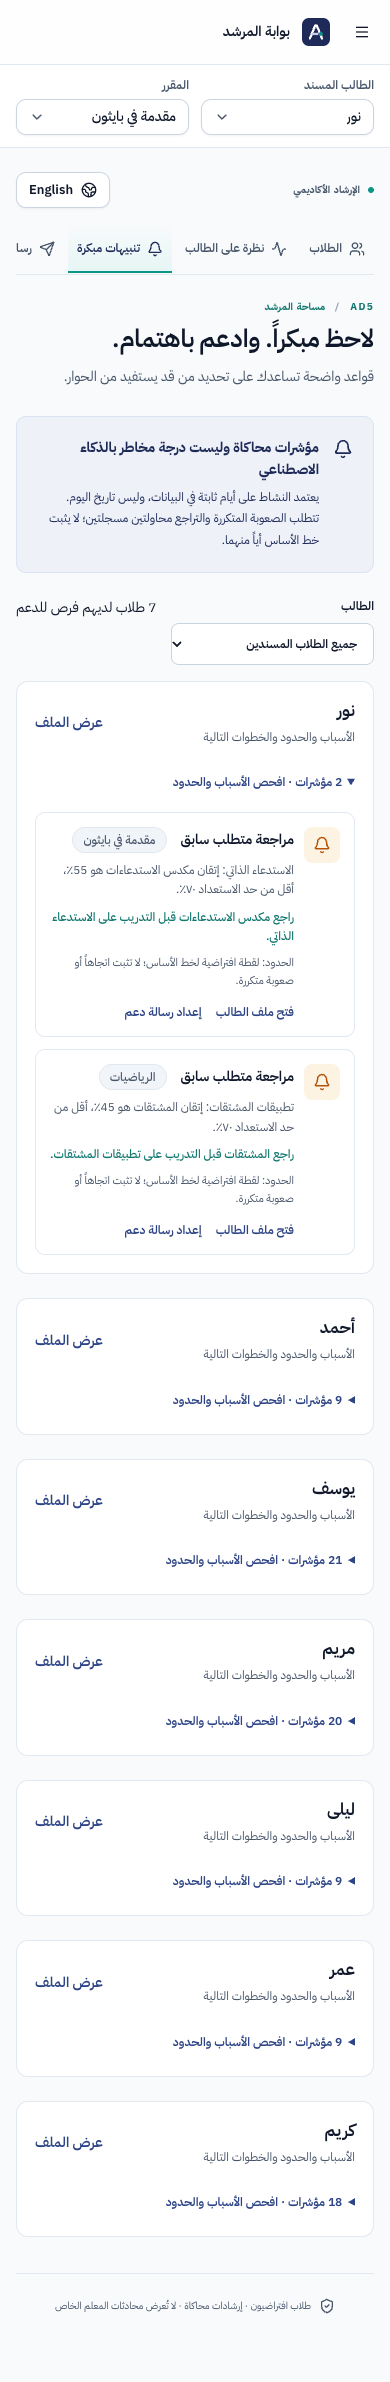 بوابة المرشد
الطالب المسند
المقرر
نور
مقدمة في بايثون
الإرشاد الأكاديمي
English
الطلاب
نظرة على الطالب
تنبيهات مبكرة
رسا
AD5 / مساحة المرشد
لاحظ مبكراً. وادعم باهتمام.
قواعد واضحة تساعدك على تحديد من قد يستفيد من الحوار.
مؤشرات محاكاة وليست درجة مخاطر بالذكاء
الاصطناعي
يعتمد النشاط على أيام ثابتة في البيانات، وليس تاريخ اليوم.
تتطلب الصعوبة المتكررة والتراجع محاولتين مسجلتين؛ لا يثبت
خط الأساس أياً منهما.
الطالب
7 طلاب لديهم فرص للدعم
جميع الطلاب المسندين
نور
عرض الملف
الأسباب والحدود والخطوات التالية
2 مؤشرات · افحص الأسباب والحدود
مراجعة متطلب سابق
مقدمة في بايثون
الاستدعاء الذاتي: إتقان مكدس الاستدعاءات هو 55٪،
أقل من حد الاستعداد ٧٠٪.
راجع مكدس الاستدعاءات قبل التدريب على الاستدعاء
الذاتي.
الحدود: لقطة افتراضية لخط الأساس؛ لا تثبت اتجاهاً أو
صعوبة متكررة.
فتح ملف الطالب
إعداد رسالة دعم
مراجعة متطلب سابق
الرياضيات
تطبيقات المشتقات: إتقان المشتقات هو 45٪، أقل من
حد الاستعداد ٧٠٪.
راجع المشتقات قبل التدريب على تطبيقات المشتقات.
الحدود: لقطة افتراضية لخط الأساس؛ لا تثبت اتجاهاً أو
صعوبة متكررة.
فتح ملف الطالب
إعداد رسالة دعم
أحمد
عرض الملف
الأسباب والحدود والخطوات التالية
9 مؤشرات · افحص الأسباب والحدود
يوسف
عرض الملف
الأسباب والحدود والخطوات التالية
21 مؤشرات · افحص الأسباب والحدود
مريم
عرض الملف
الأسباب والحدود والخطوات التالية
20 مؤشرات · افحص الأسباب والحدود
ليلى
عرض الملف
الأسباب والحدود والخطوات التالية
9 مؤشرات · افحص الأسباب والحدود
عمر
عرض الملف
الأسباب والحدود والخطوات التالية
9 مؤشرات · افحص الأسباب والحدود
كريم
عرض الملف
الأسباب والحدود والخطوات التالية
18 مؤشرات · افحص الأسباب والحدود
طلاب افتراضيون · إرشادات محاكاة · لا تُعرض محادثات المعلم الخاص